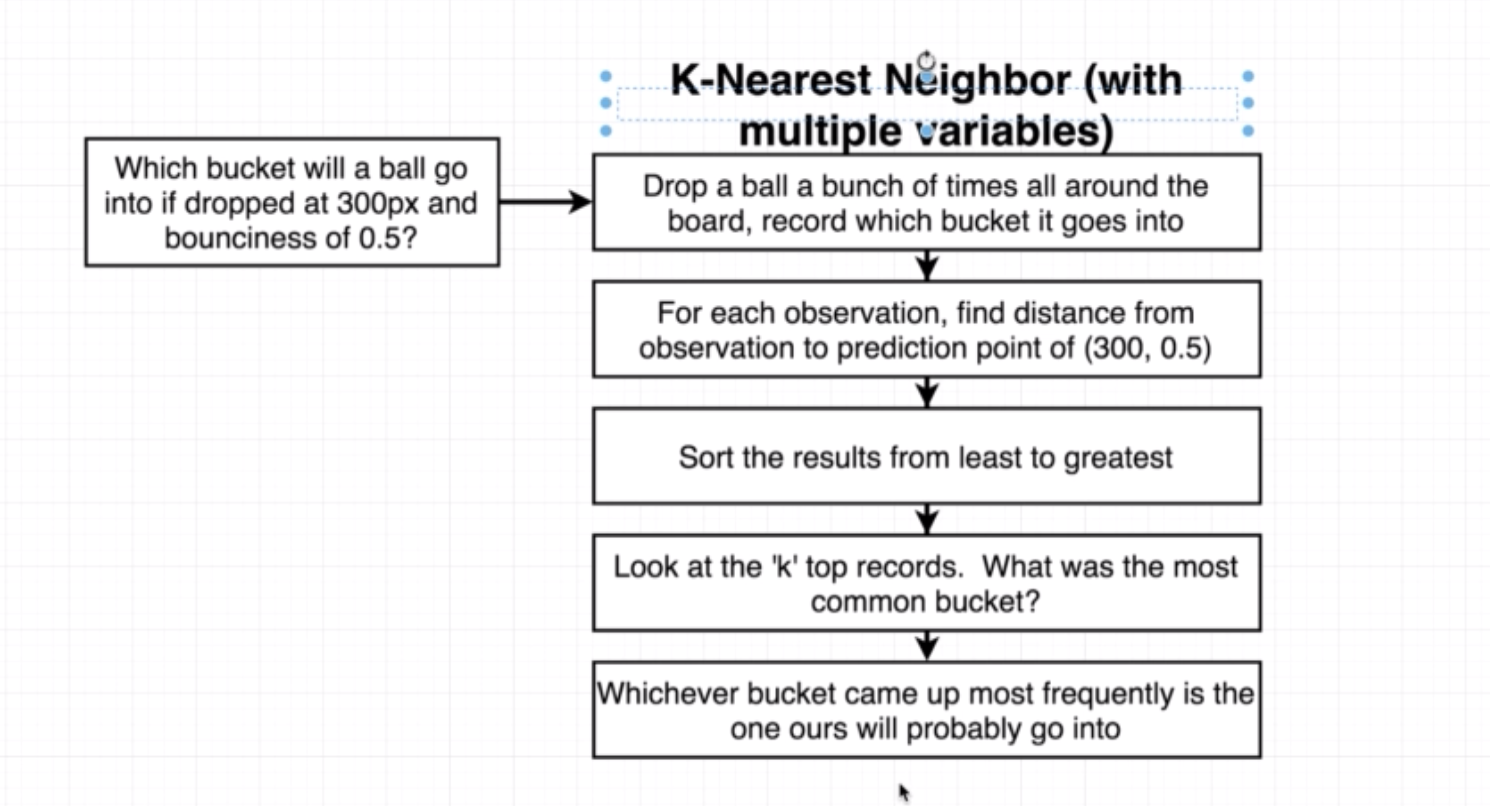 K-Nearest Neighbor (with
multiple variables)
Which bucket will a ball go
into if dropped at 300px and
bounciness of 0.5?
Drop a ball a bunch of times all around the
board, record which bucket it goes into
For each observation, find distance from
observation to prediction point of (300, 0.5)
Sort the results from least to greatest
Look at the 'k' top records.  What was the most
common bucket?
Whichever bucket came up most frequently is the
one ours will probably go into